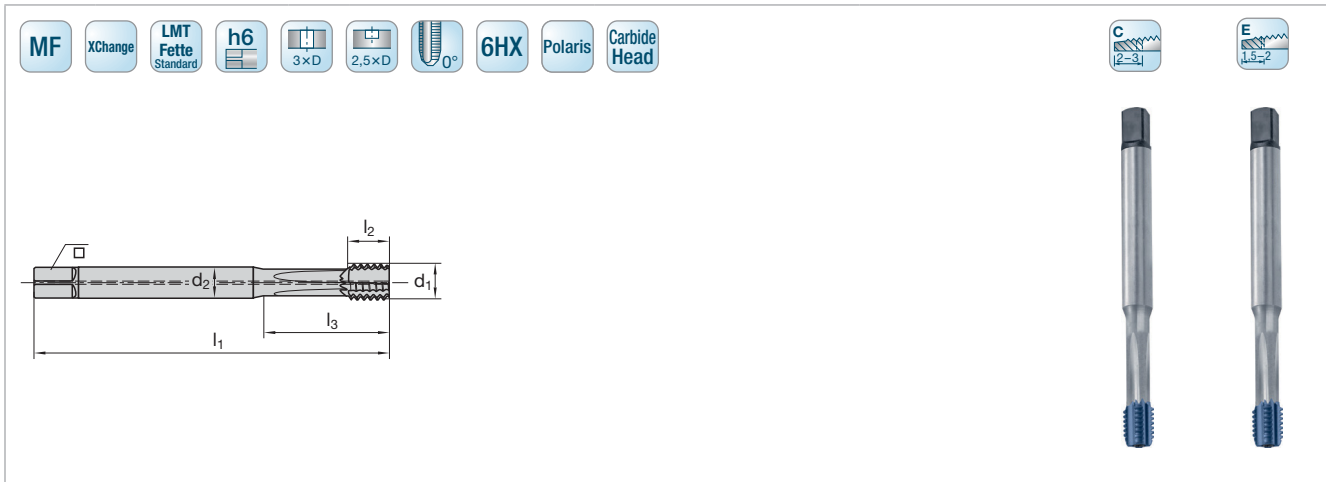 MF
XChange
LMT
Fette
Standard
h6
3×D
2,5×D
0°
6HX
Polaris
Carbide
Head
C
2–3
E
1,5–2
l2
d2
d1
l3
l1